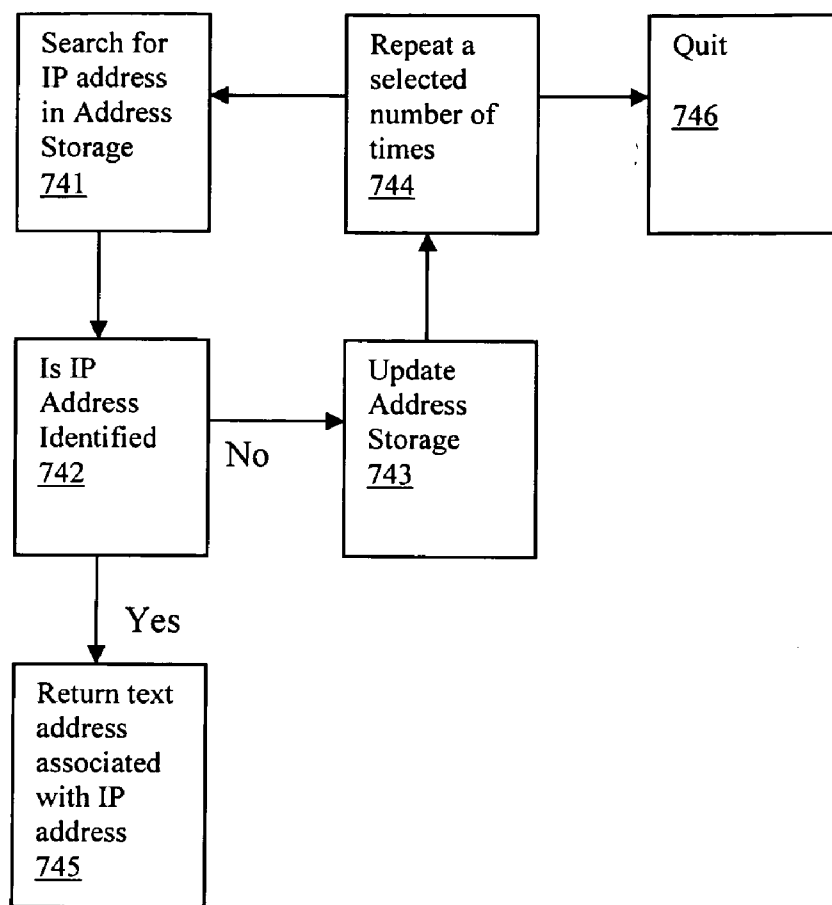 Search for
IP address
in Address
Storage
741
Repeat a
selected
number of
times
744
Quit
746
Is IP
Address
Identified
742
No
Update
Address
Storage
743
Yes
Return text
address
associated
with IP
address
745